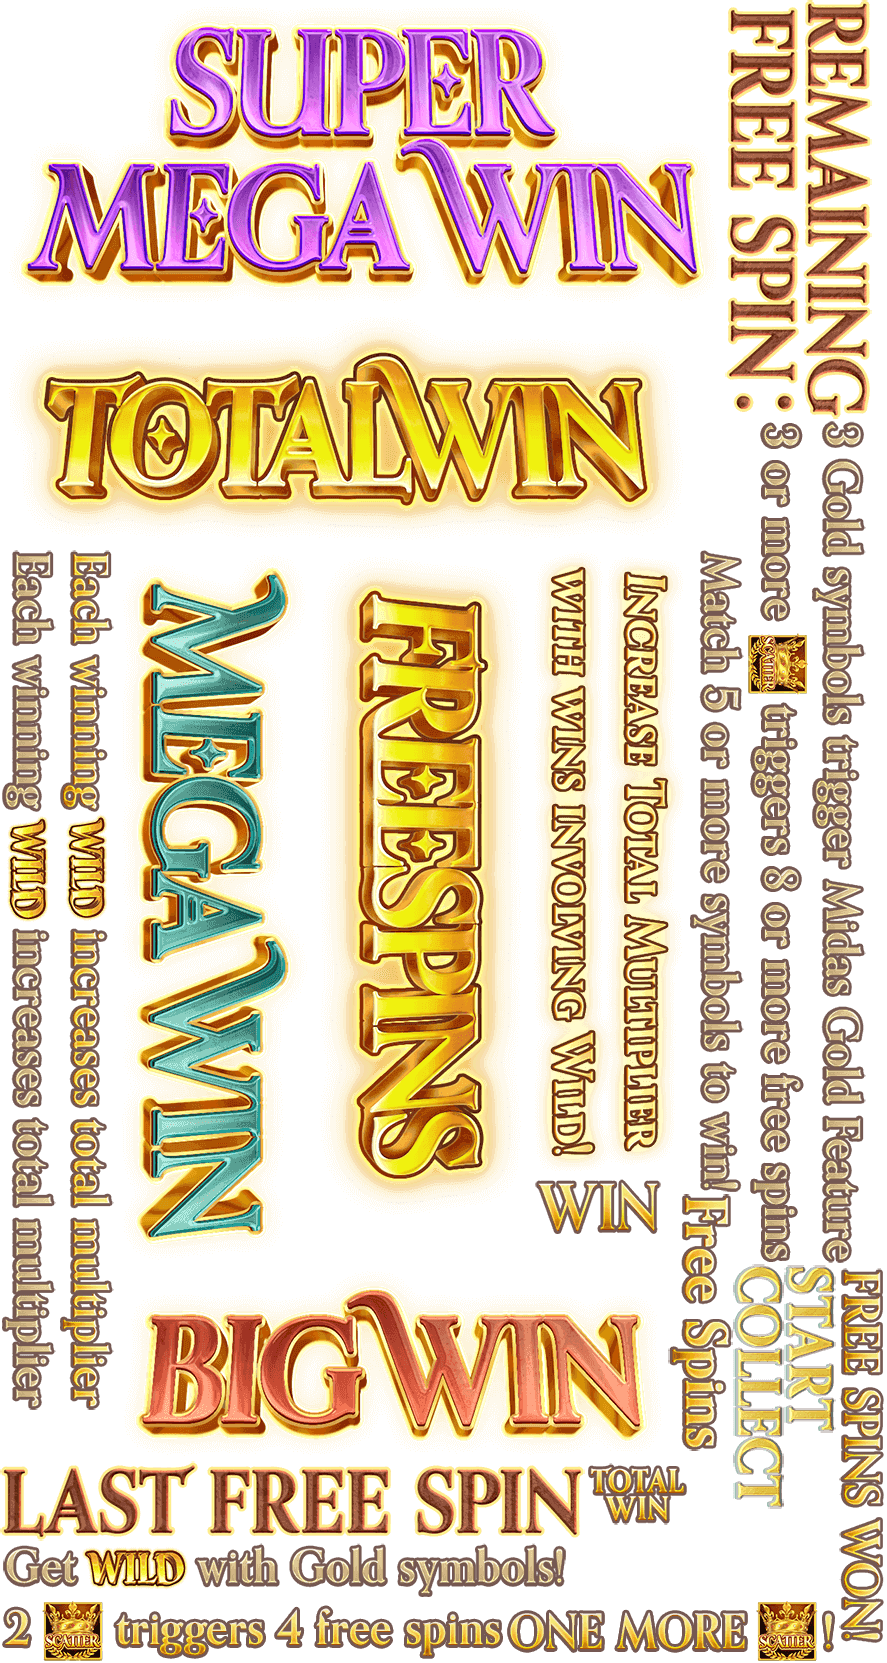 SUPER
MEGA WIN
REMAINING
FREE SPIN:
TOTAL WIN
3 Gold symbols trigger Midas Gold Feature
3 or more SCATTER triggers 8 or more free spins
Match 5 or more symbols to win!
INCREASE TOTAL MULTIPLIER
WITH WINS INVOLVING WILD!
FREE SPINS
MEGA WIN
Each winning WILD increases total multiplier
Each winning WILD increases total multiplier
WIN
Free Spins
START
COLLECT
FREE SPINS WON!
BIG WIN
LAST FREE SPIN
TOTAL
WIN
Get WILD with Gold symbols!
2 SCATTER triggers 4 free spins
ONE MORE SCATTER !